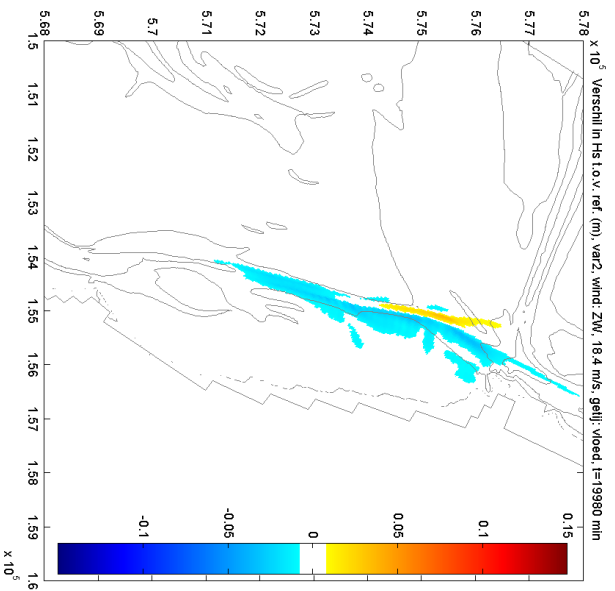 x 10^5 Verschil in Hs t.o.v. ref. (m), var2, wind: ZW, 18.4 m/s, getij: vloed, t=19980 min
5.68 5.69 5.7 5.71 5.72 5.73 5.74 5.75 5.76 5.77 5.78
1.5
1.51
1.52
1.53
1.54
1.55
1.56
1.57
1.58
1.59
1.6
x 10^5
-0.1 -0.05 0 0.05 0.1 0.15